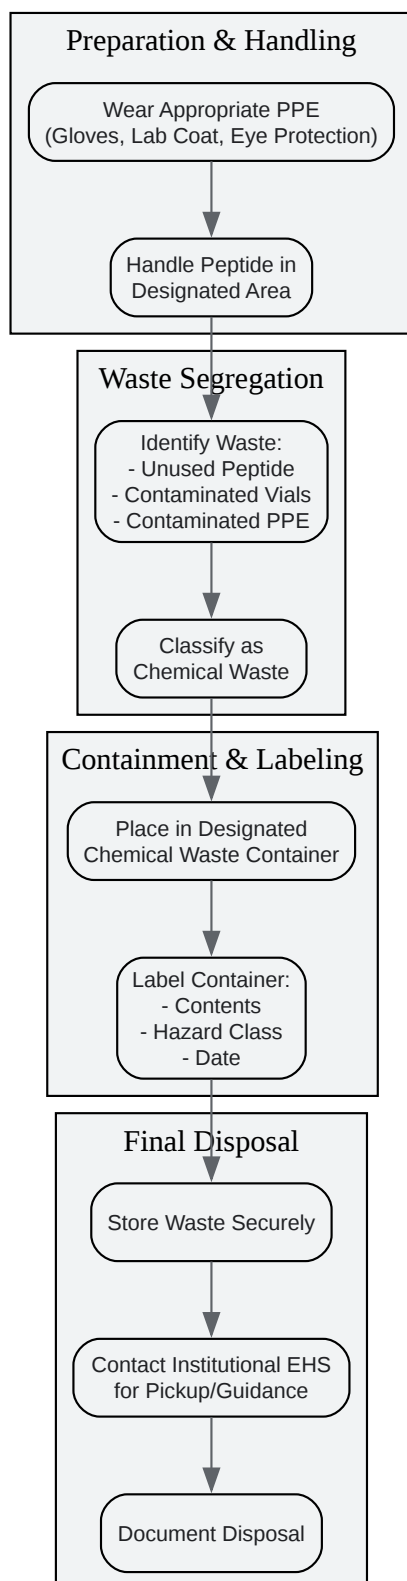 Preparation & Handling
Wear Appropriate PPE
(Gloves, Lab Coat, Eye Protection)
Handle Peptide in
Designated Area
Waste Segregation
Identify Waste:
- Unused Peptide
- Contaminated Vials
- Contaminated PPE
Classify as
Chemical Waste
Containment & Labeling
Place in Designated
Chemical Waste Container
Label Container:
- Contents
- Hazard Class
- Date
Final Disposal
Store Waste Securely
Contact Institutional EHS
for Pickup/Guidance
Document Disposal